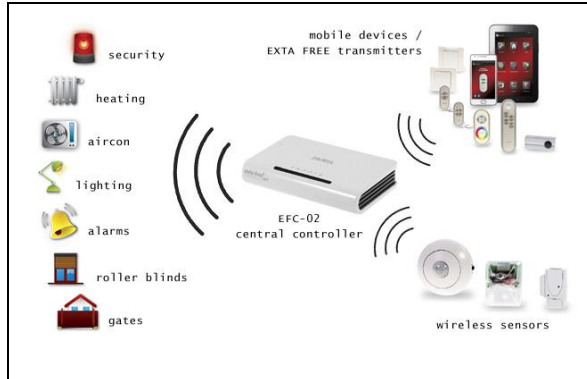 security
heating
aircon
lighting
alarms
roller blinds
gates
EFC-02
central controller
mobile devices /
EXTA FREE transmitters
wireless sensors